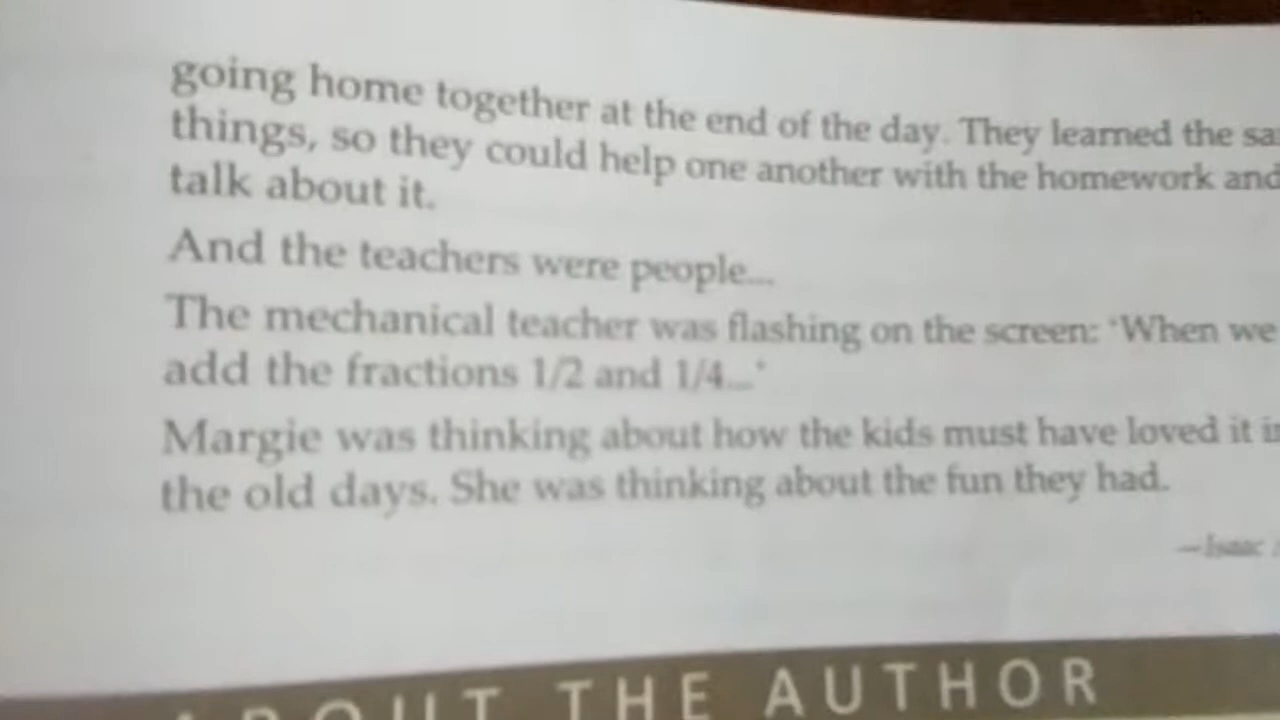 going home together at the end of the day. They learned the sa
things, so they could help one another with the homework and
talk about it.
And the teachers were people...
The mechanical teacher was flashing on the screen: 'When we
add the fractions 1/2 and 1/4...'
Margie was thinking about how the kids must have loved it in
the old days. She was thinking about the fun they had.
—Isaac
ABOUT THE AUTHOR